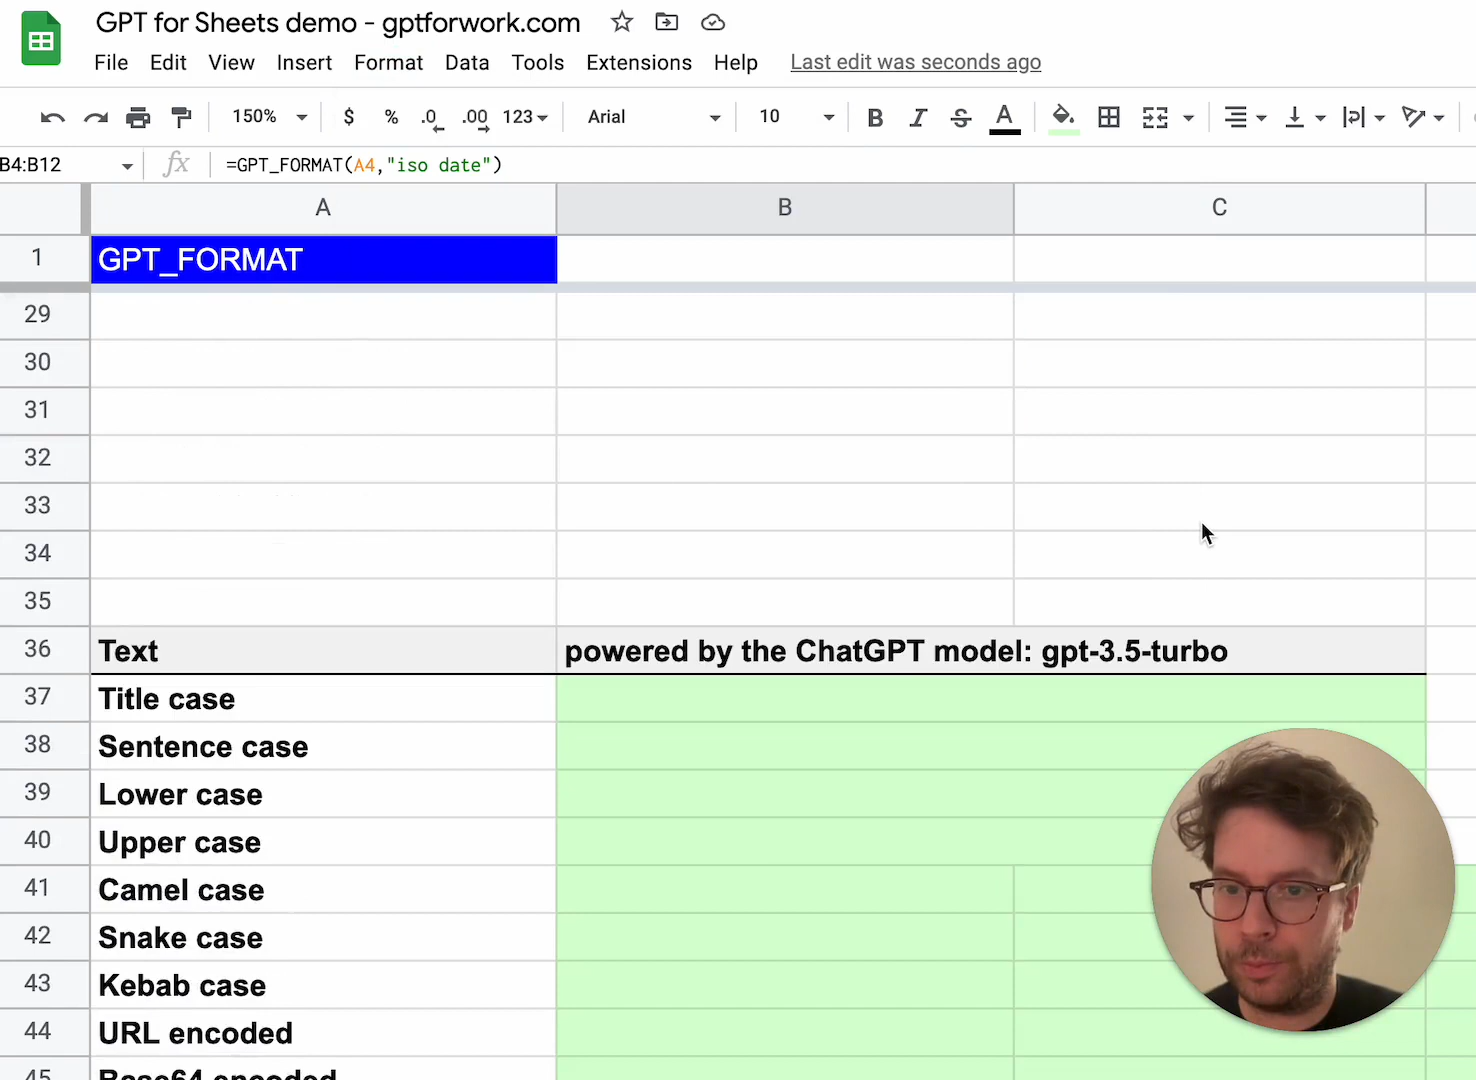 GPT for Sheets demo - gptforwork.com
File Edit View Insert Format Data Tools Extensions Help Last edit was seconds ago
150% $ % .0 .00 123 Arial 10 B I S A
B4:B12 fx =GPT_FORMAT(A4,"iso date")
A B C
1 GPT_FORMAT
29
30
31
32
33
34
35
36 Text powered by the ChatGPT model: gpt-3.5-turbo
37 Title case
38 Sentence case
39 Lower case
40 Upper case
41 Camel case
42 Snake case
43 Kebab case
44 URL encoded
45 Base64 encoded